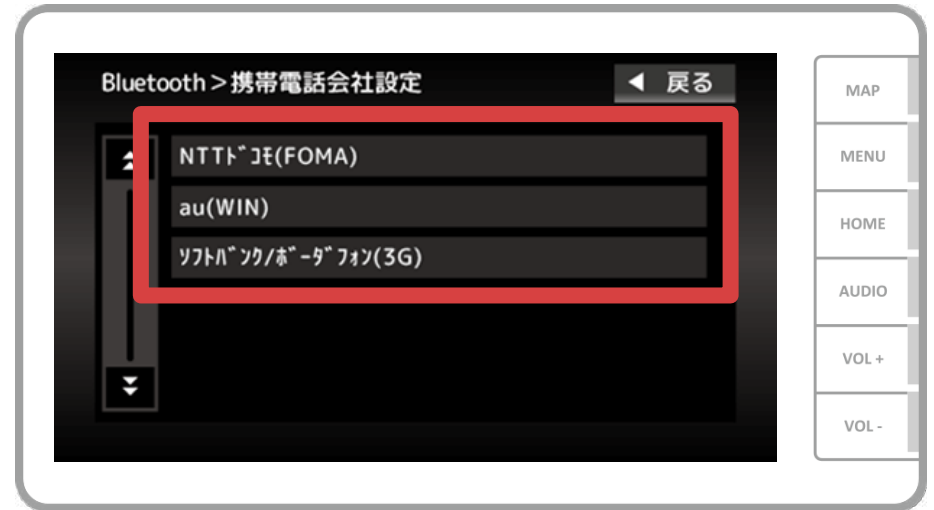 Bluetooth＞携帯電話会社設定
◀ 戻る
NTTﾄﾞｺﾓ(FOMA)
au(WIN)
ｿﾌﾄﾊﾞﾝｸ/ﾎﾞｰﾀﾞﾌｫﾝ(3G)
MAP
MENU
HOME
AUDIO
VOL +
VOL -